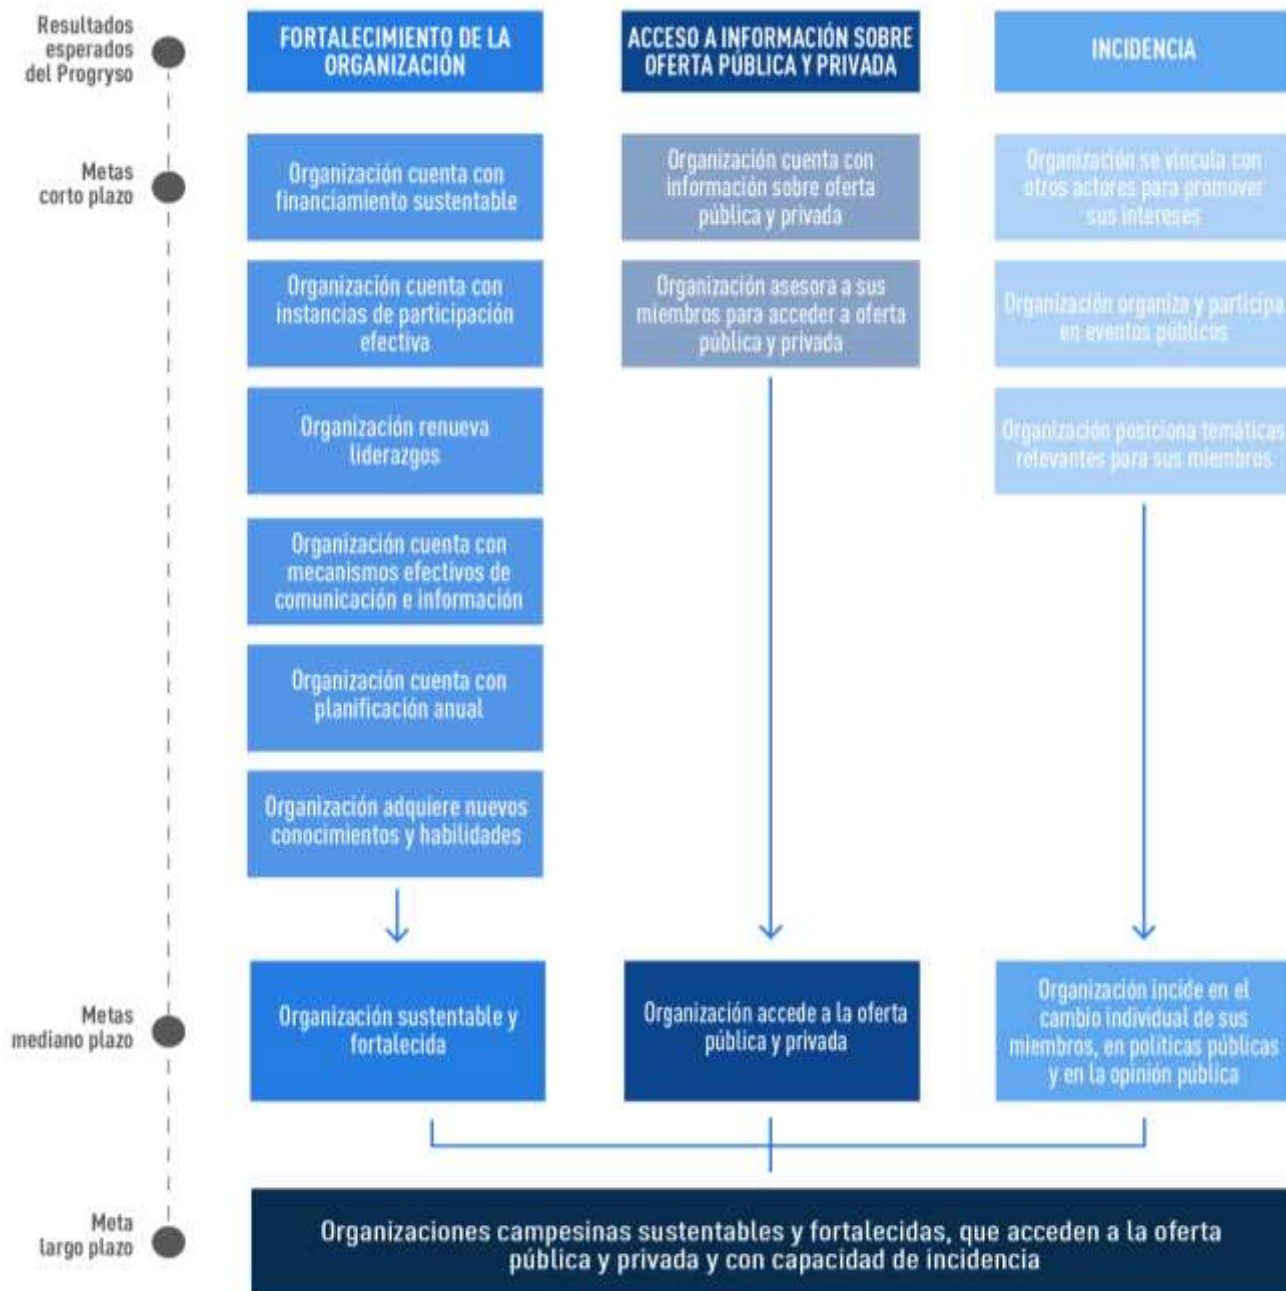 Resultados
esperados
del Progryso
FORTALECIMIENTO DE LA
ORGANIZACIÓN
ACCESO A INFORMACIÓN SOBRE
OFERTA PÚBLICA Y PRIVADA
INCIDENCIA
Metas
corto plazo
Organización cuenta con
financiamiento sustentable
Organización cuenta con
instancias de participación
efectiva
Organización renueva
liderazgos
Organización cuenta con
mecanismos efectivos de
comunicación e información
Organización cuenta con
planificación anual
Organización adquiere nuevos
conocimientos y habilidades
Organización cuenta con
información sobre oferta
pública y privada
Organización asesora a sus
miembros para acceder a oferta
pública y privada
Organización se vincula con
otros actores para promover
sus intereses
Organización organiza y participa
en eventos públicos
Organización posiciona temáticas
relevantes para sus miembros
Metas
mediano plazo
Organización sustentable y
fortalecida
Organización accede a la oferta
pública y privada
Organización incide en el
cambio individual de sus
miembros, en políticas públicas
y en la opinión pública
Meta
largo plazo
Organizaciones campesinas sustentables y fortalecidas, que acceden a la oferta
pública y privada y con capacidad de incidencia